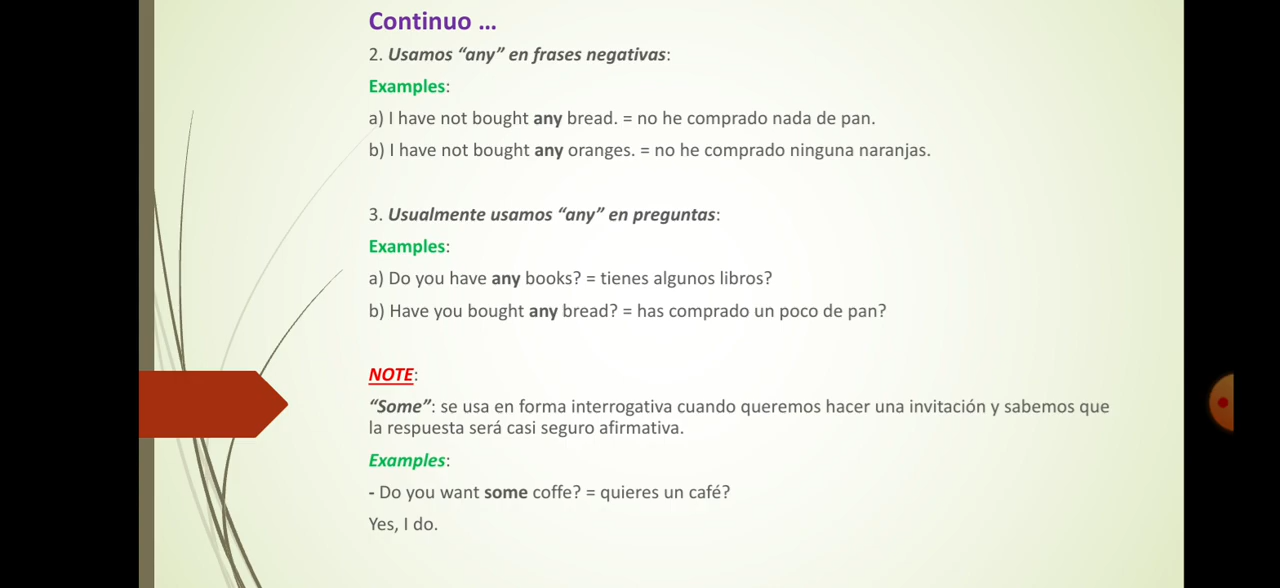 Continuo ...
2. Usamos “any” en frases negativas:
Examples:
a) I have not bought any bread. = no he comprado nada de pan.
b) I have not bought any oranges. = no he comprado ninguna naranjas.
3. Usualmente usamos “any” en preguntas:
Examples:
a) Do you have any books? = tienes algunos libros?
b) Have you bought any bread? = has comprado un poco de pan?
NOTE:
“Some”: se usa en forma interrogativa cuando queremos hacer una invitación y sabemos que
la respuesta será casi seguro afirmativa.
Examples:
- Do you want some coffe? = quieres un café?
Yes, I do.